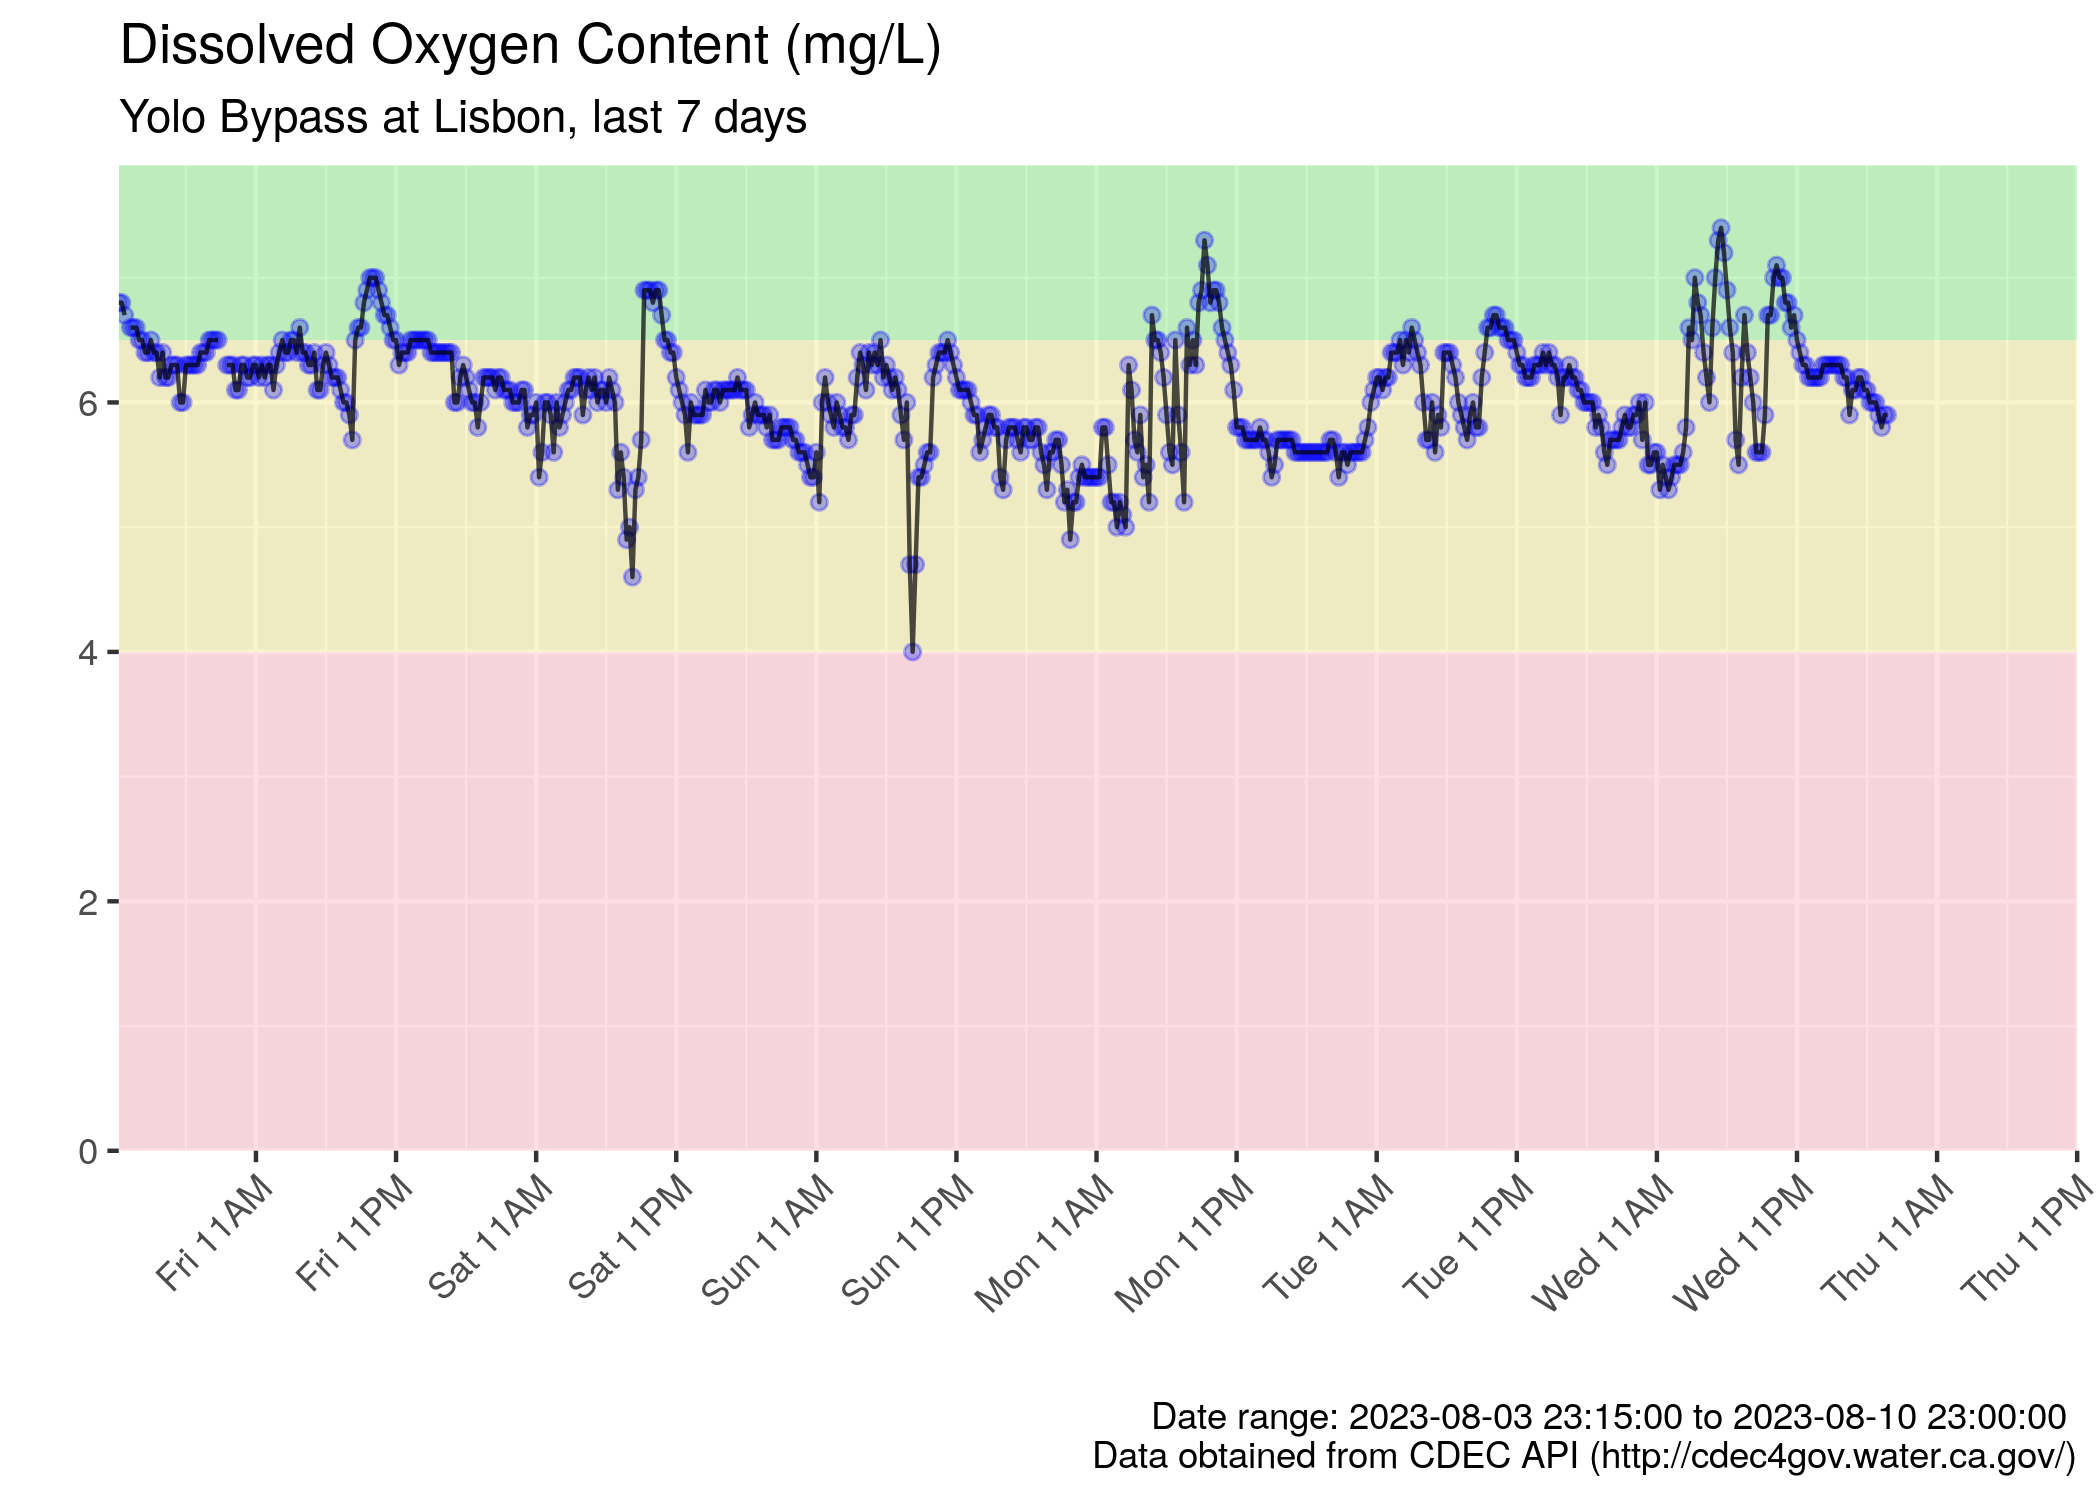 Dissolved Oxygen Content (mg/L)
Yolo Bypass at Lisbon, last 7 days
6
4
2
0
Fri 11AM
Fri 11PM
Sat 11AM
Sat 11PM
Sun 11AM
Sun 11PM
Mon 11AM
Mon 11PM
Tue 11AM
Tue 11PM
Wed 11AM
Wed 11PM
Thu 11AM
Thu 11PM
Date range: 2023-08-03 23:15:00 to 2023-08-10 23:00:00
Data obtained from CDEC API (http://cdec4gov.water.ca.gov/)